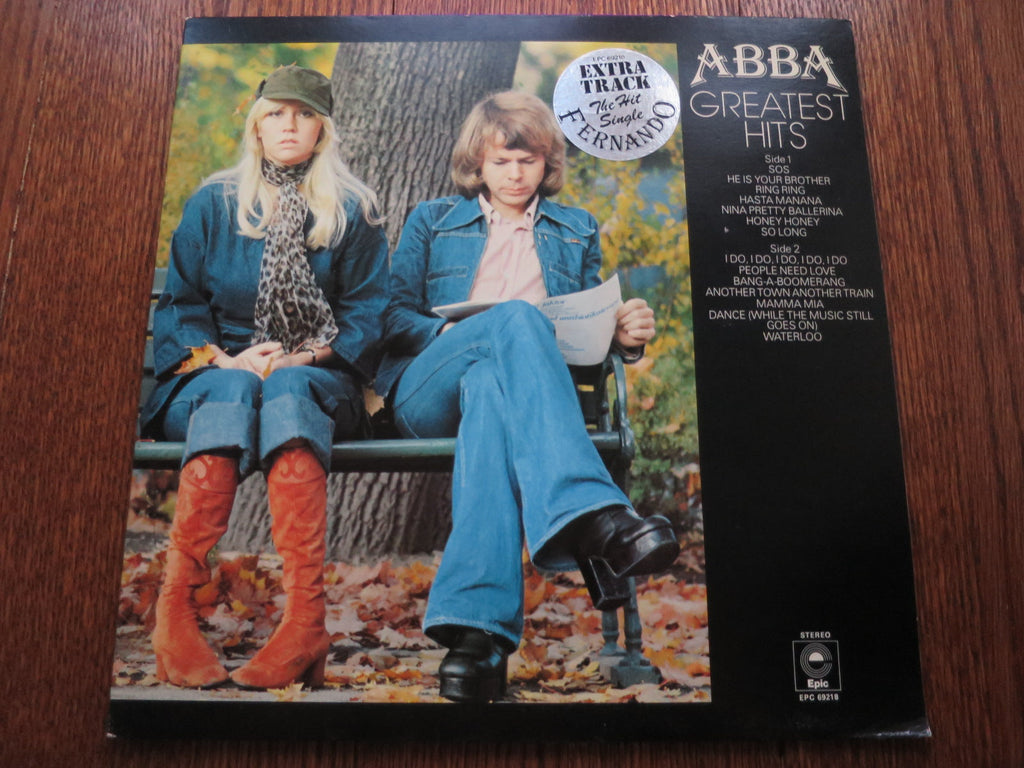 EPC 69218
EXTRA
TRACK
The Hit
Single
FERNANDO
ABBA
GREATEST
HITS
Side 1
SOS
HE IS YOUR BROTHER
RING RING
HASTA MANANA
NINA PRETTY BALLERINA
HONEY HONEY
SO LONG
Side 2
I DO, I DO, I DO, I DO, I DO
PEOPLE NEED LOVE
BANG-A-BOOMERANG
ANOTHER TOWN ANOTHER TRAIN
MAMMA MIA
DANCE (WHILE THE MUSIC STILL
GOES ON)
WATERLOO
STEREO
Epic
EPC 69218